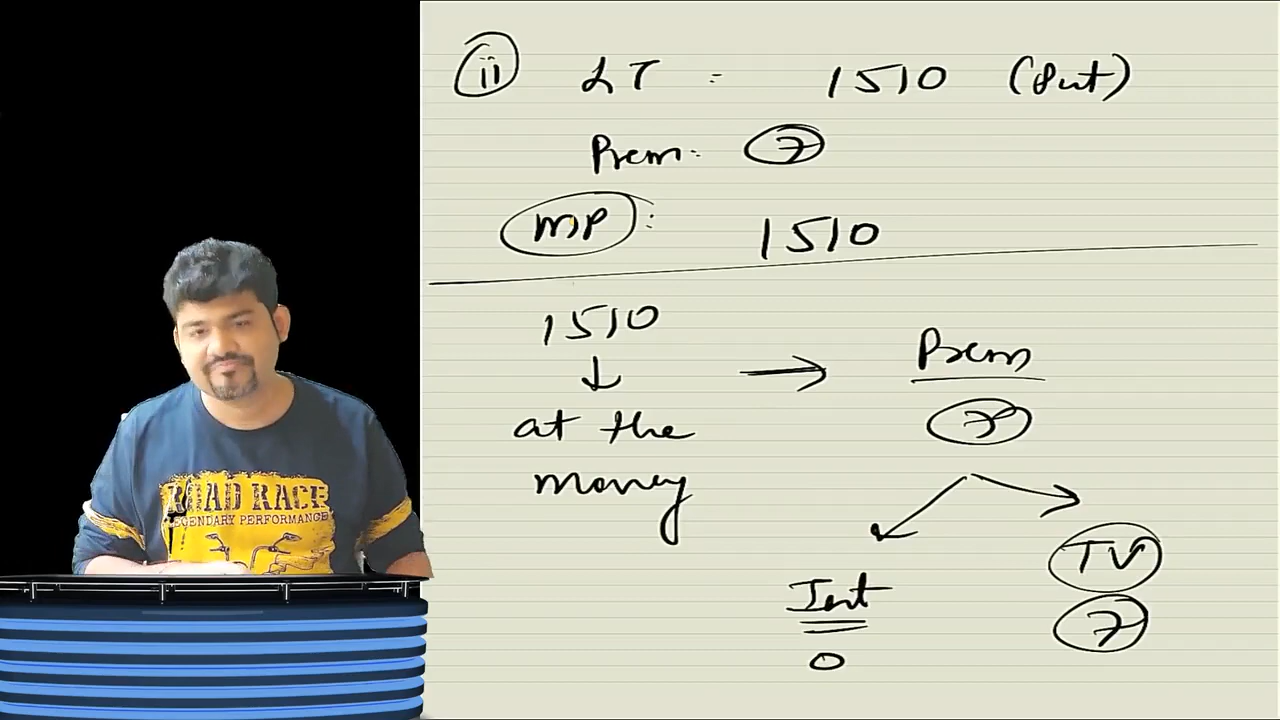 ii LT : 1510 (Put)
Prem: 7
MP: 1510
1510
at the
money
Prem
7
Int
0
TV
7
ROAD RACE
LEGENDARY PERFORMANCE